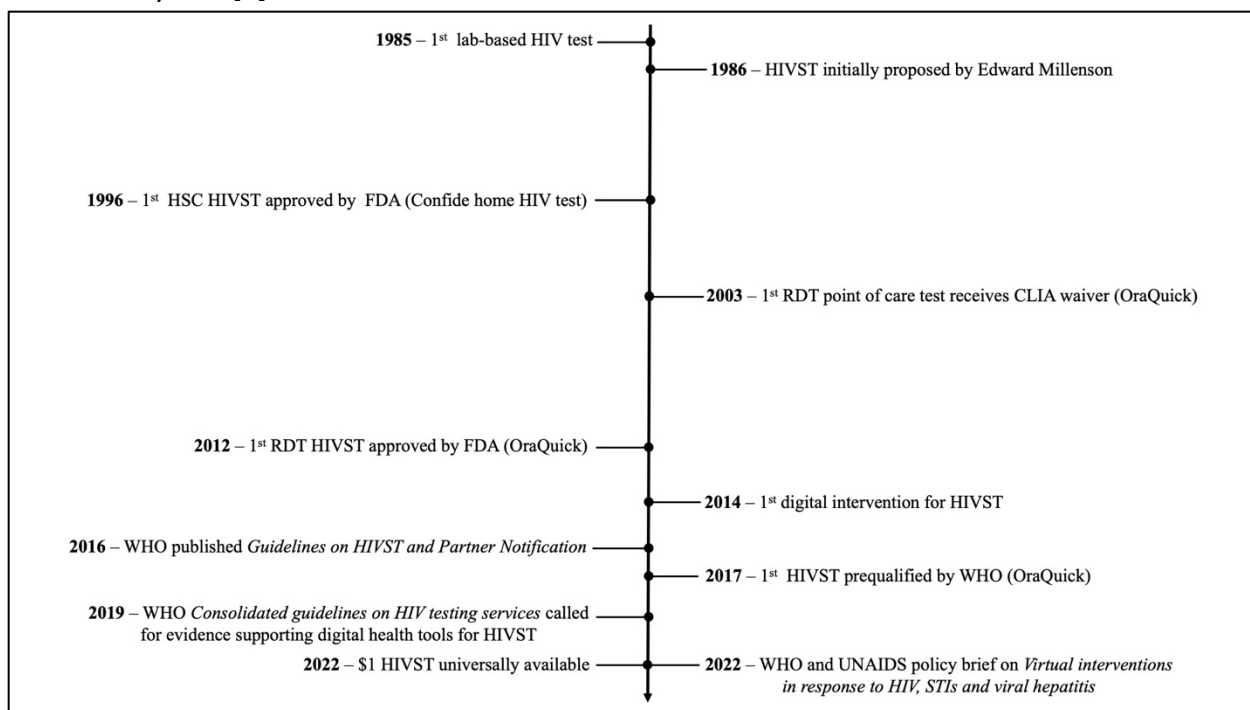 1985 – 1st lab-based HIV test
1986 – HIVST initially proposed by Edward Millenson
1996 – 1st HSC HIVST approved by FDA (Confide home HIV test)
2003 – 1st RDT point of care test receives CLIA waiver (OraQuick)
2012 – 1st RDT HIVST approved by FDA (OraQuick)
2014 – 1st digital intervention for HIVST
2016 – WHO published Guidelines on HIVST and Partner Notification
2017 – 1st HIVST prequalified by WHO (OraQuick)
2019 – WHO Consolidated guidelines on HIV testing services called
for evidence supporting digital health tools for HIVST
2022 – $1 HIVST universally available
2022 – WHO and UNAIDS policy brief on Virtual interventions
in response to HIV, STIs and viral hepatitis